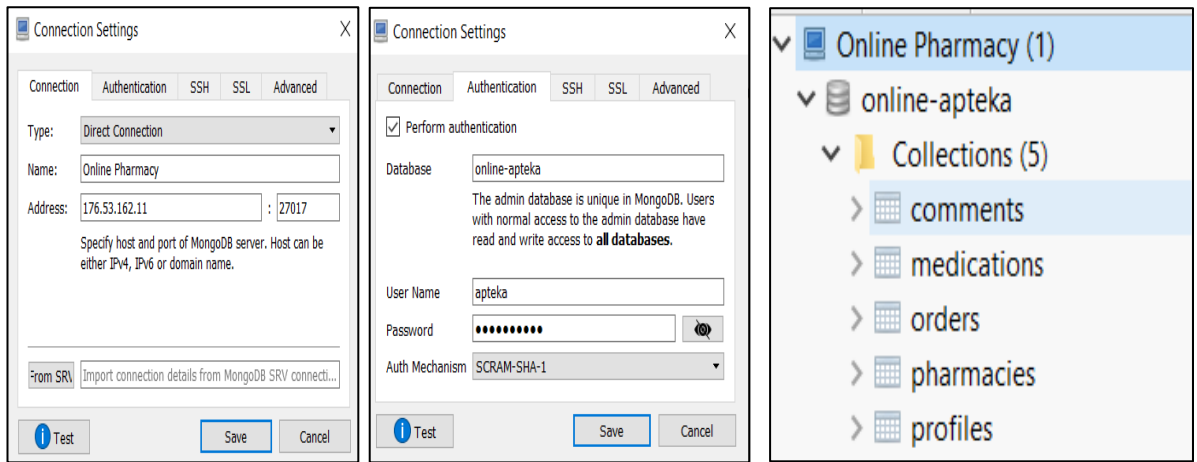 Connection Settings X
Connection Authentication SSH SSL Advanced
Type: Direct Connection
Name: Online Pharmacy
Address: 176.53.162.11 : 27017
Specify host and port of MongoDB server. Host can be
either IPv4, IPv6 or domain name.
From SRV Import connection details from MongoDB SRV connecti...
i Test Save Cancel
Connection Settings X
Connection Authentication SSH SSL Advanced
Perform authentication
Database online-apteka
The admin database is unique in MongoDB. Users
with normal access to the admin database have
read and write access to all databases.
User Name apteka
Password ●●●●●●●●●●
Auth Mechanism SCRAM-SHA-1
i Test Save Cancel
Online Pharmacy (1)
online-apteka
Collections (5)
comments
medications
orders
pharmacies
profiles